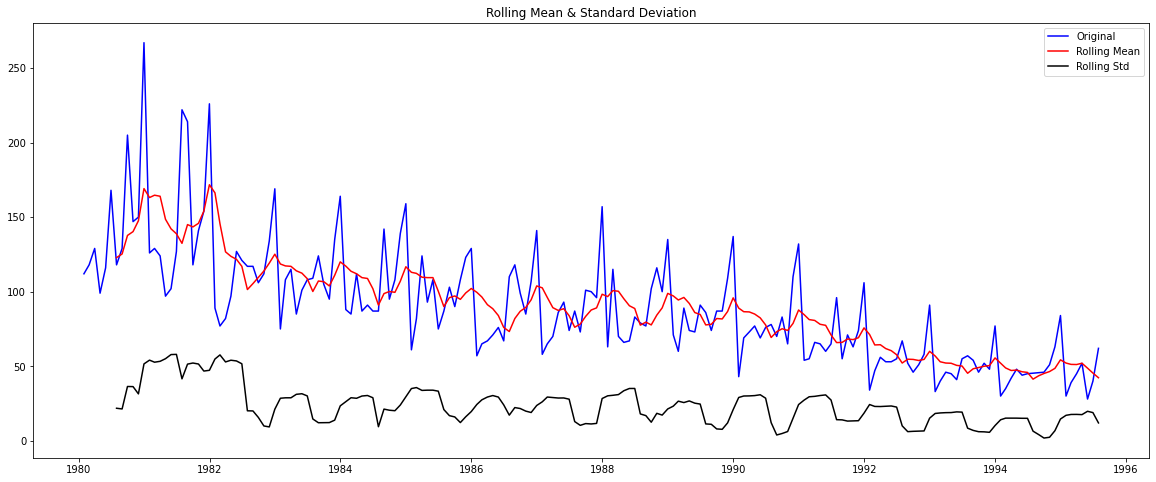 Rolling Mean & Standard Deviation
Original
Rolling Mean
Rolling Std
250
200
150
100
50
0
1980 1982 1984 1986 1988 1990 1992 1994 1996